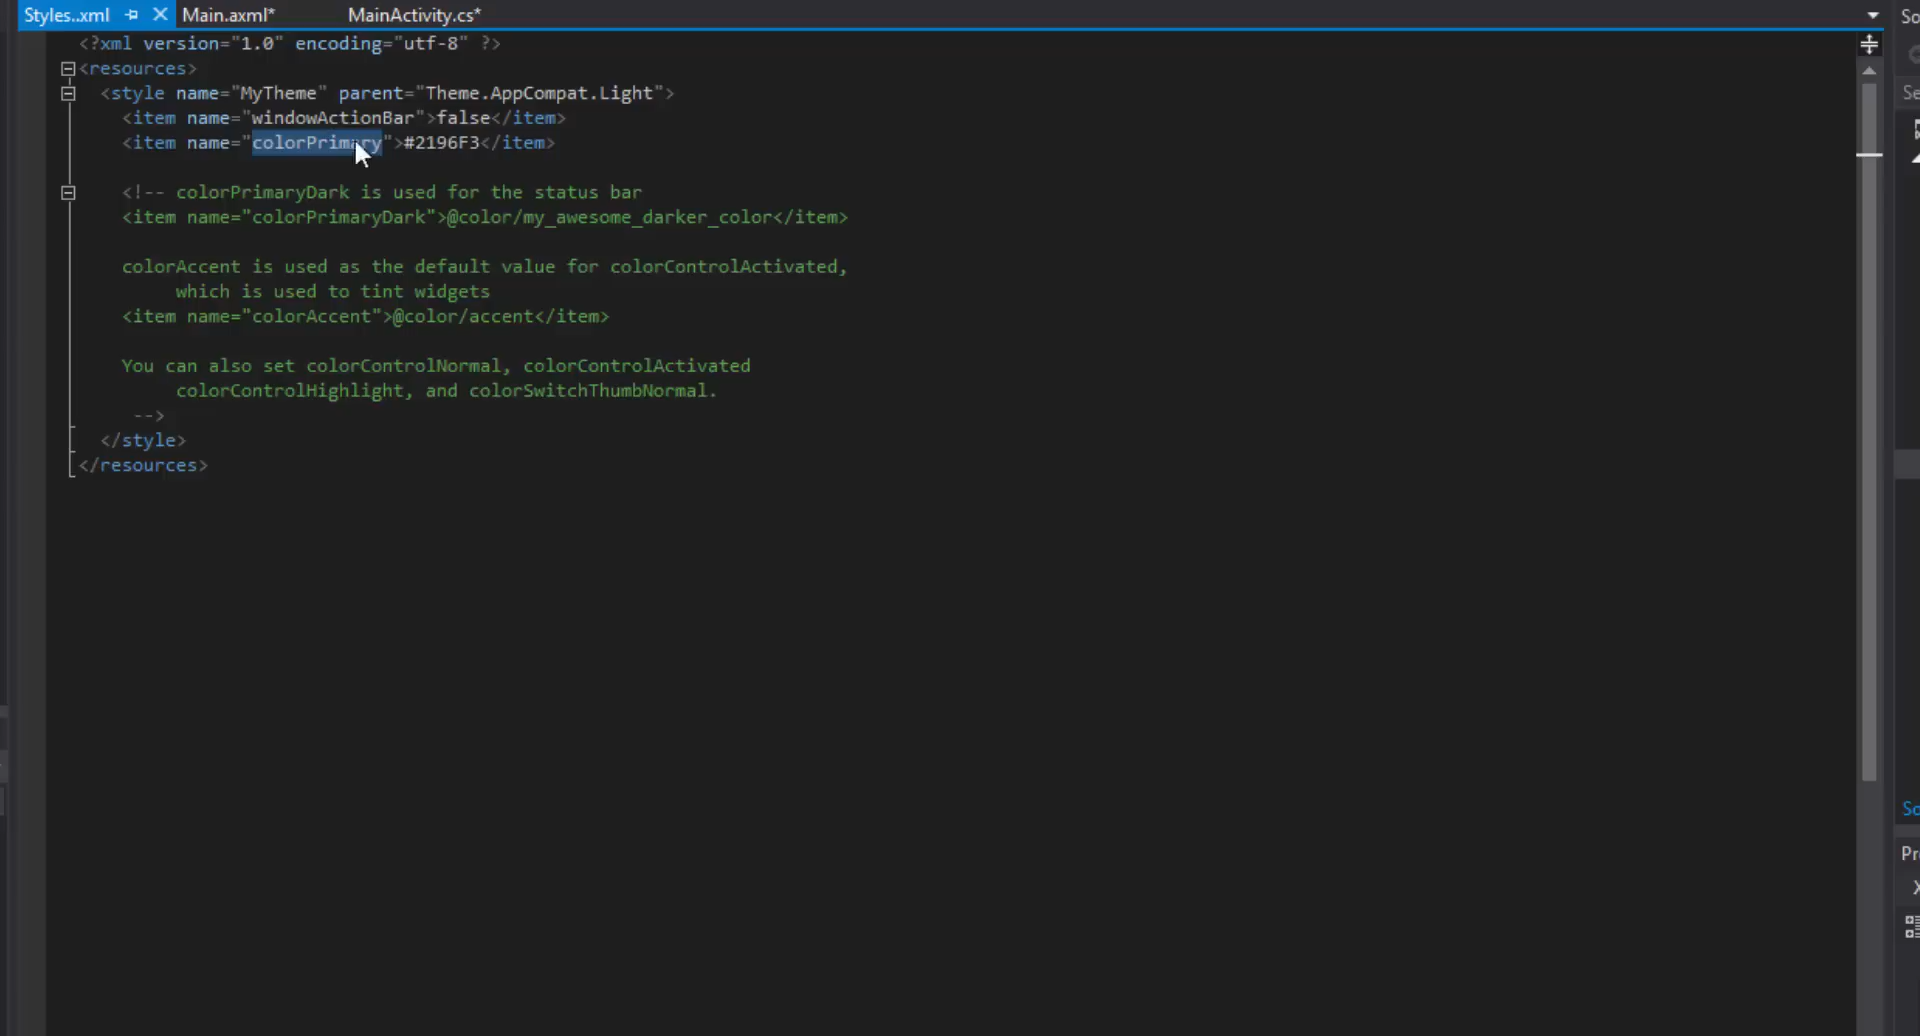 Styles..xml Main.axml* MainActivity.cs*
<?xml version="1.0" encoding="utf-8" ?>
<resources>
<style name="MyTheme" parent="Theme.AppCompat.Light">
<item name="windowActionBar">false</item>
<item name="colorPrimary">#2196F3</item>
<!-- colorPrimaryDark is used for the status bar
<item name="colorPrimaryDark">@color/my_awesome_darker_color</item>
colorAccent is used as the default value for colorControlActivated,
which is used to tint widgets
<item name="colorAccent">@color/accent</item>
You can also set colorControlNormal, colorControlActivated
colorControlHighlight, and colorSwitchThumbNormal.
-->
</style>
</resources>
So
Se
So
Pr